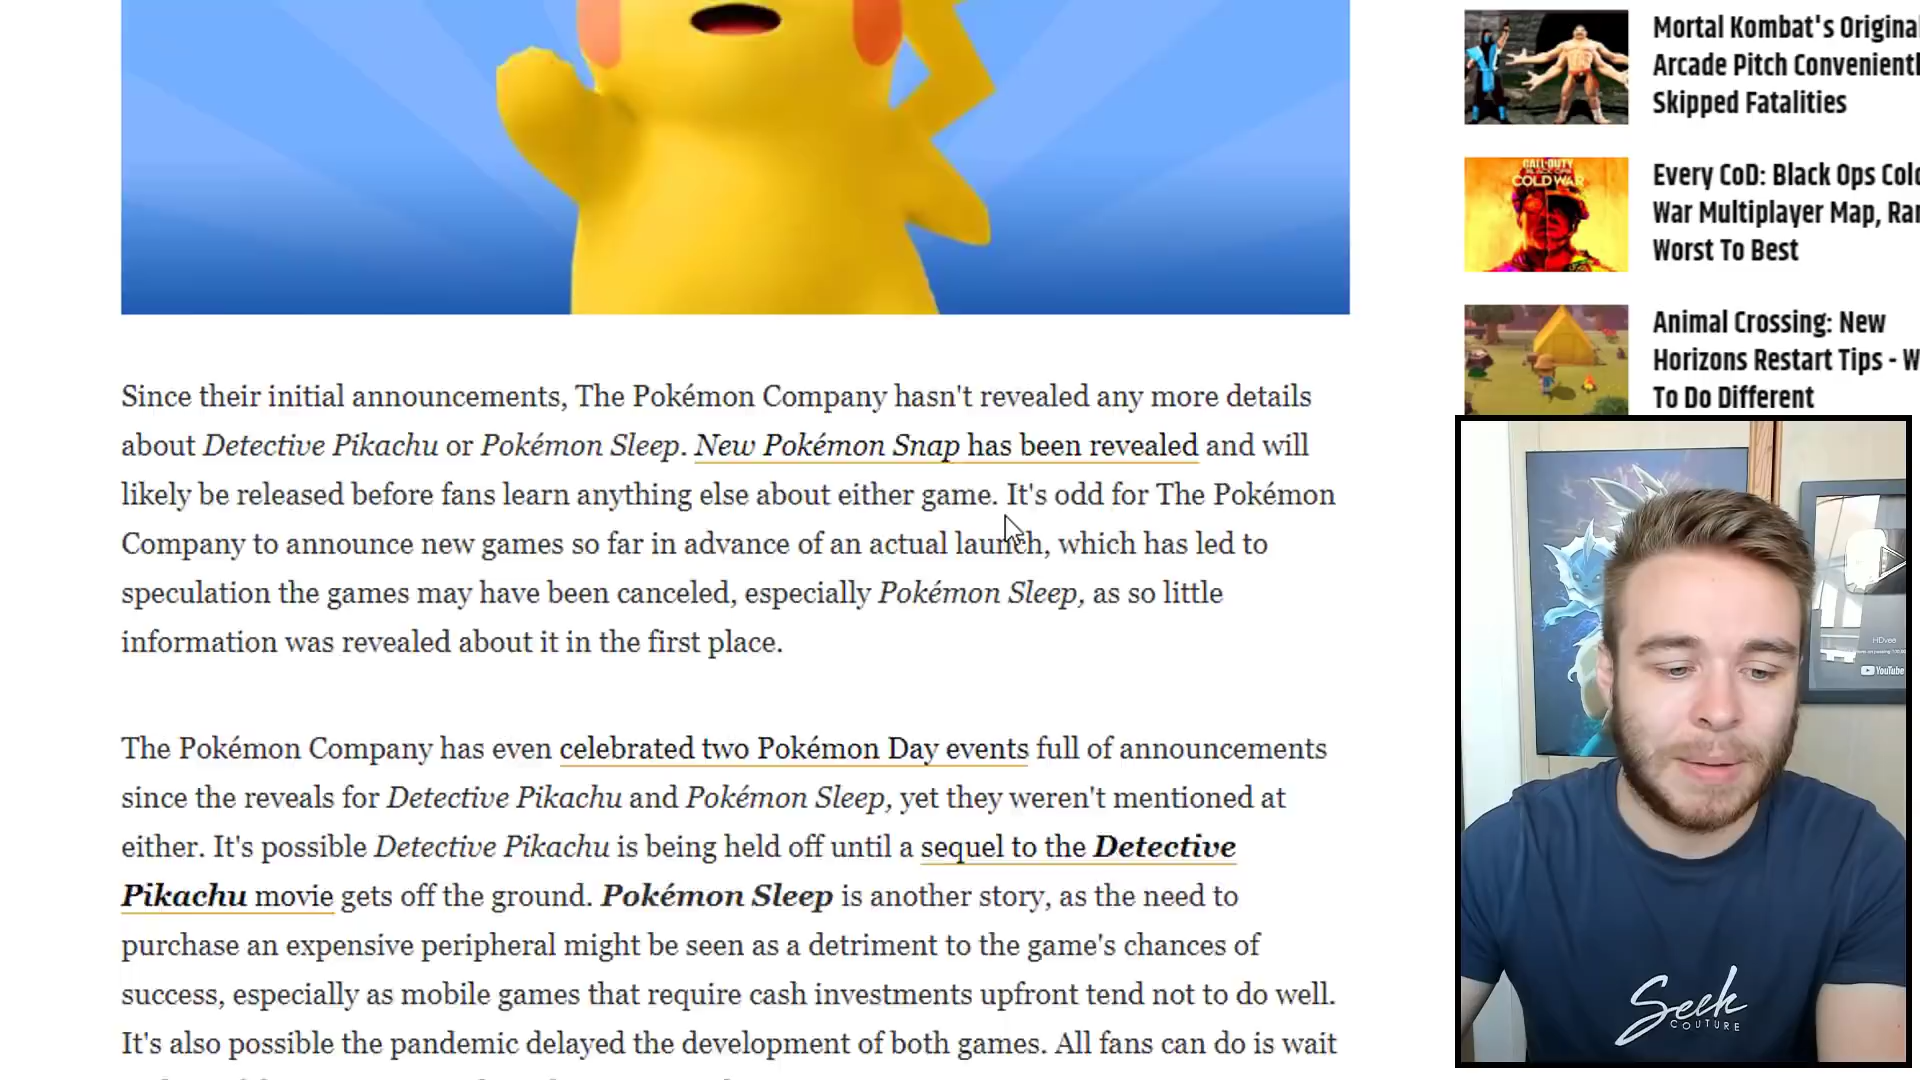 Since their initial announcements, The Pokémon Company hasn't revealed any more details
about Detective Pikachu or Pokémon Sleep. New Pokémon Snap has been revealed and will
likely be released before fans learn anything else about either game. It's odd for The Pokémon
Company to announce new games so far in advance of an actual launch, which has led to
speculation the games may have been canceled, especially Pokémon Sleep, as so little
information was revealed about it in the first place.
The Pokémon Company has even celebrated two Pokémon Day events full of announcements
since the reveals for Detective Pikachu and Pokémon Sleep, yet they weren't mentioned at
either. It's possible Detective Pikachu is being held off until a sequel to the Detective
Pikachu movie gets off the ground. Pokémon Sleep is another story, as the need to
purchase an expensive peripheral might be seen as a detriment to the game's chances of
success, especially as mobile games that require cash investments upfront tend not to do well.
It's also possible the pandemic delayed the development of both games. All fans can do is wait
Mortal Kombat's Original
Arcade Pitch Convenientl
Skipped Fatalities
CALL·DUTY
COLD WAR
Every CoD: Black Ops Cold
War Multiplayer Map, Ran
Worst To Best
Animal Crossing: New
Horizons Restart Tips - W
To Do Different
HDvee
YouTube
Seek
COUTURE